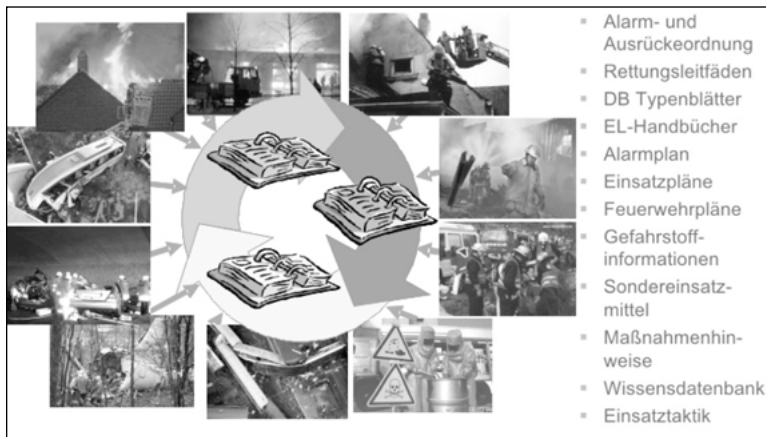 Alarm- und
Ausrückeordnung
Rettungsleitfäden
DB Typenblätter
EL-Handbücher
Alarmplan
Einsatzpläne
Feuerwehrpläne
Gefahrstoff-
informationen
Sondereinsatz-
mittel
Maßnahmenhin-
weise
Wissensdatenbank
Einsatztaktik